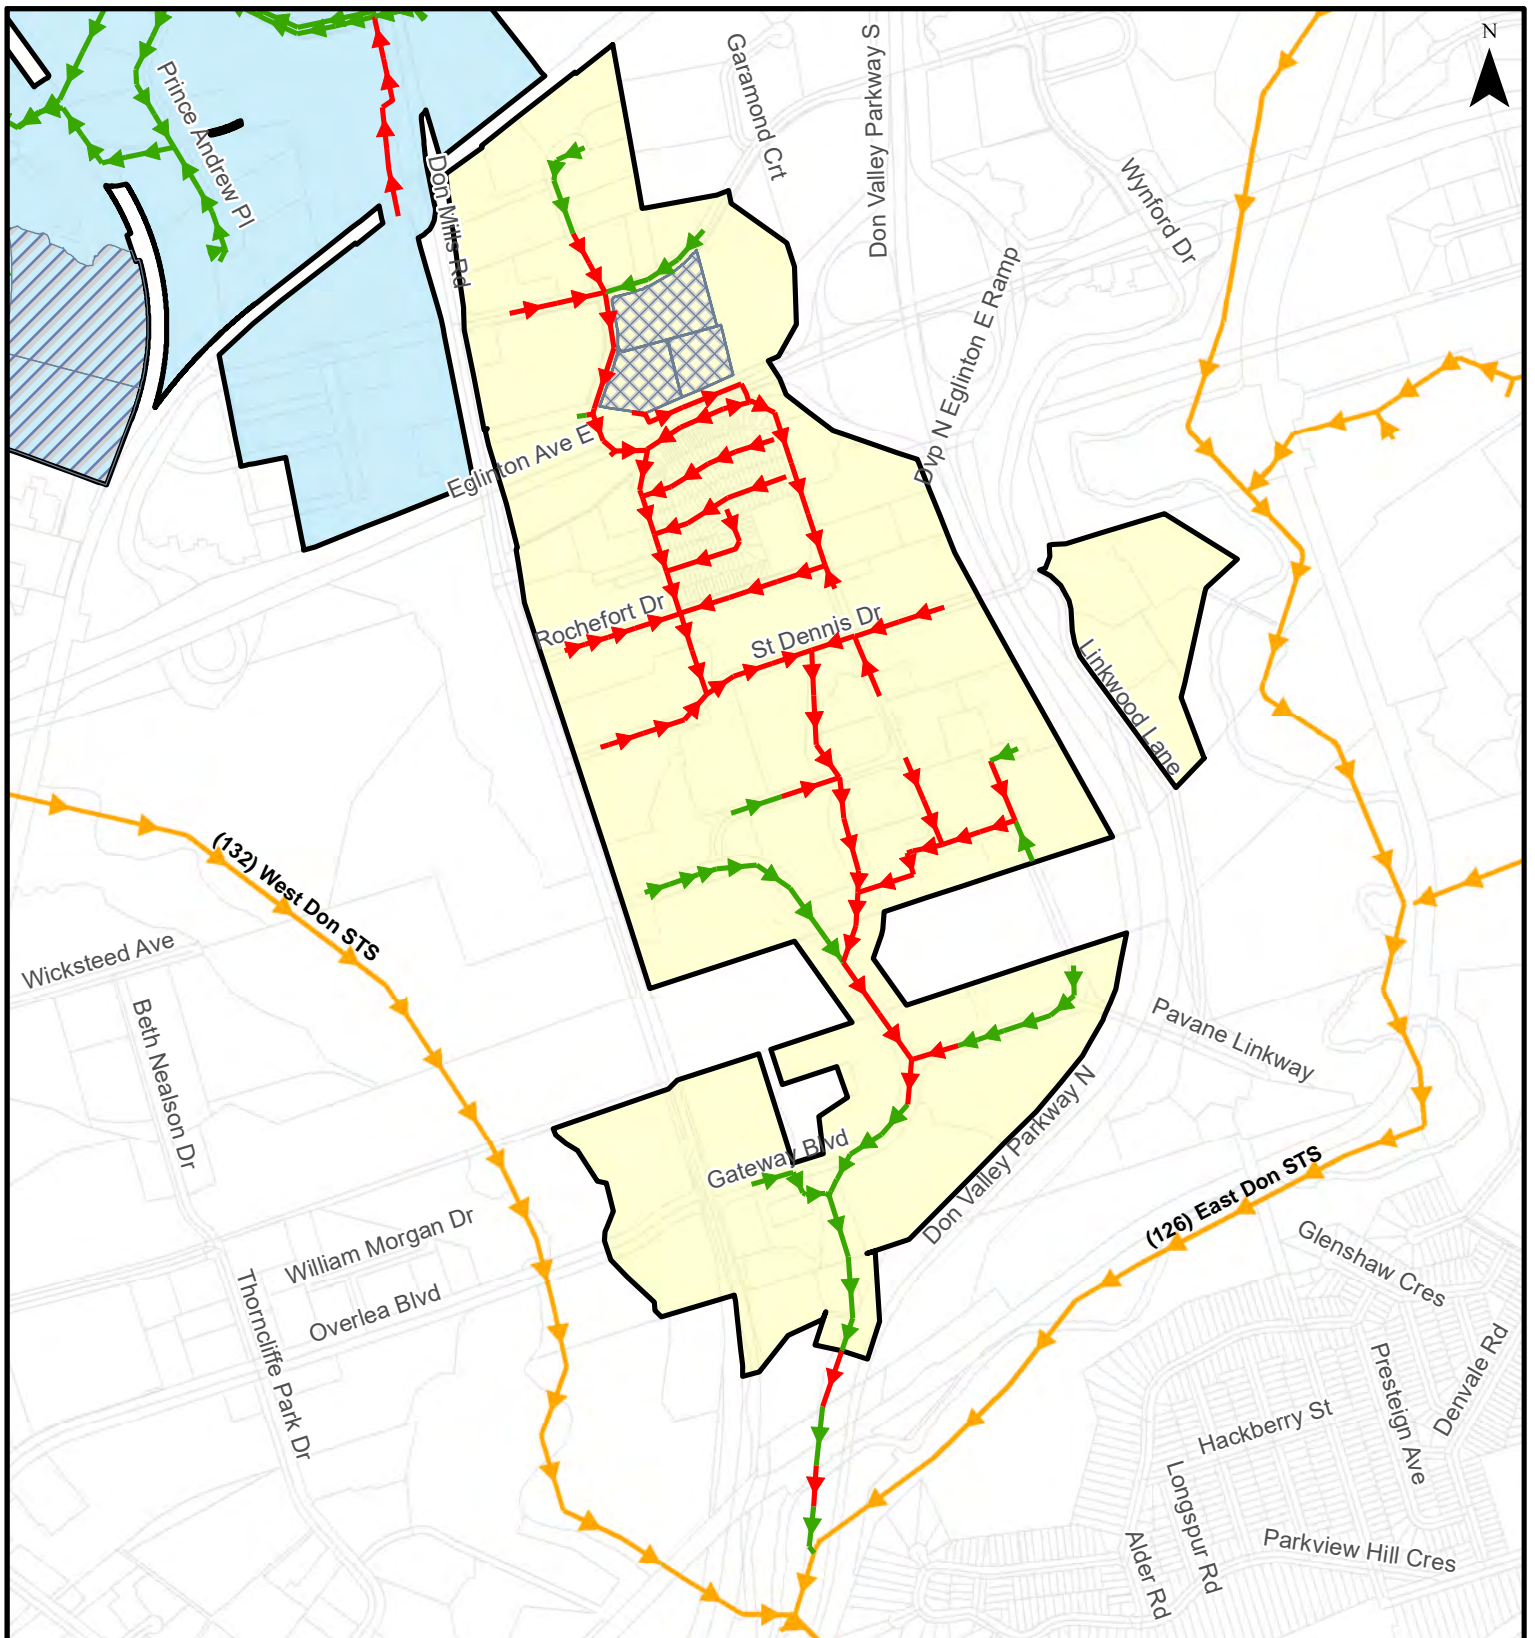 N
Garamond Crt
Don Valley Parkway S
Prince Andrew Pl
Don Mills Rd
Wynford Dr
Dvp N Eglinton E Ramp
Eglinton Ave E
Rochefort Dr
St Dennis Dr
Linkwood Lane
(132) West Don STS
Wicksteed Ave
Beth Nealson Dr
Pavane Linkway
Don Valley Parkway N
Gateway Blvd
(126) East Don STS
William Morgan Dr
Overlea Blvd
Thorncliffe Park Dr
Glenshaw Cres
Denvale Rd
Presteign Ave
Hackberry St
Longspur Rd
Alder Rd
Parkview Hill Cres